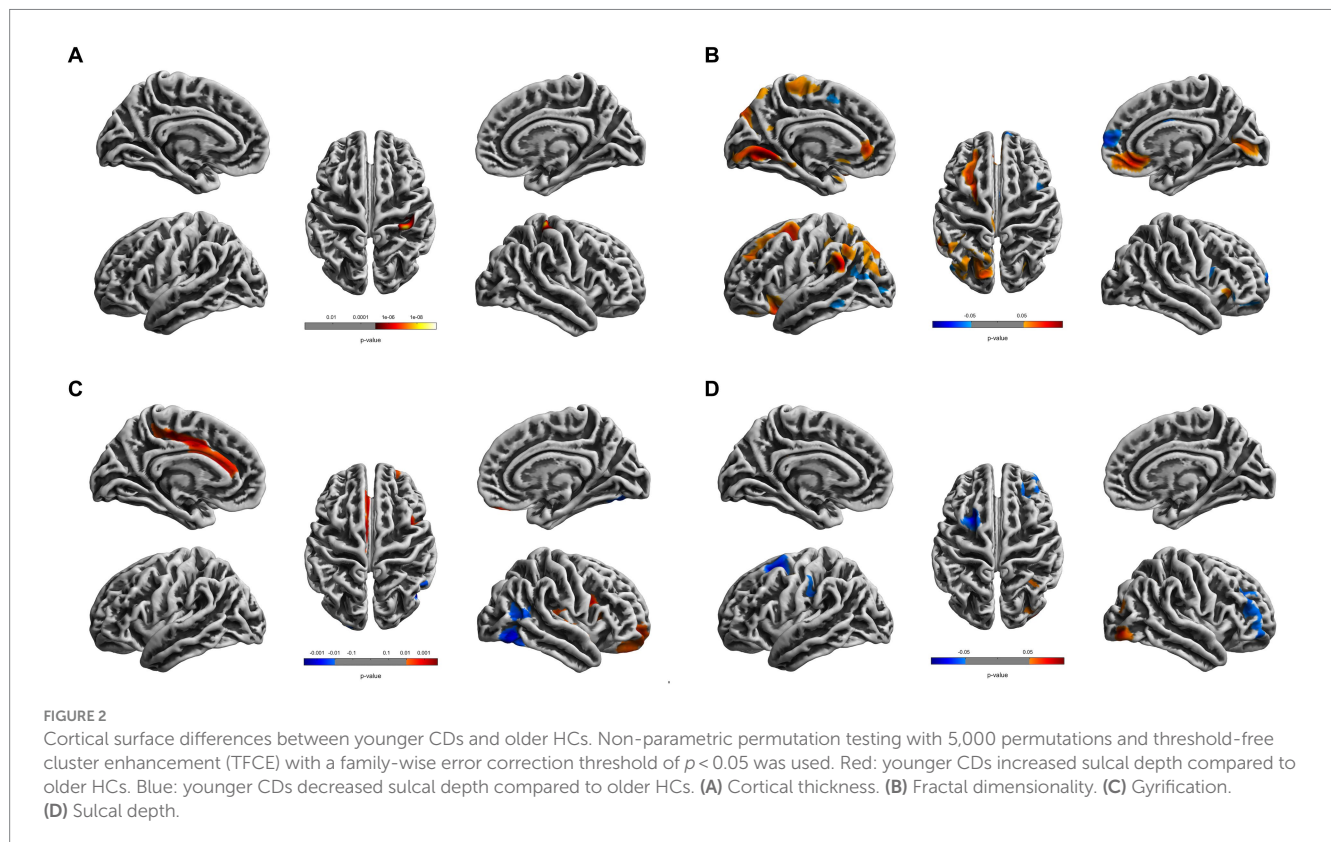 A
B
0.01 0.0001 1e-06 1e-08
p-value
-0.05 0.05
p-value
C
D
-0.001 -0.01 -0.1 0.1 0.01 0.001
p-value
-0.05 0.05
p-value
FIGURE 2
Cortical surface differences between younger CDs and older HCs. Non-parametric permutation testing with 5,000 permutations and threshold-free
cluster enhancement (TFCE) with a family-wise error correction threshold of p < 0.05 was used. Red: younger CDs increased sulcal depth compared to
older HCs. Blue: younger CDs decreased sulcal depth compared to older HCs. (A) Cortical thickness. (B) Fractal dimensionality. (C) Gyrification.
(D) Sulcal depth.